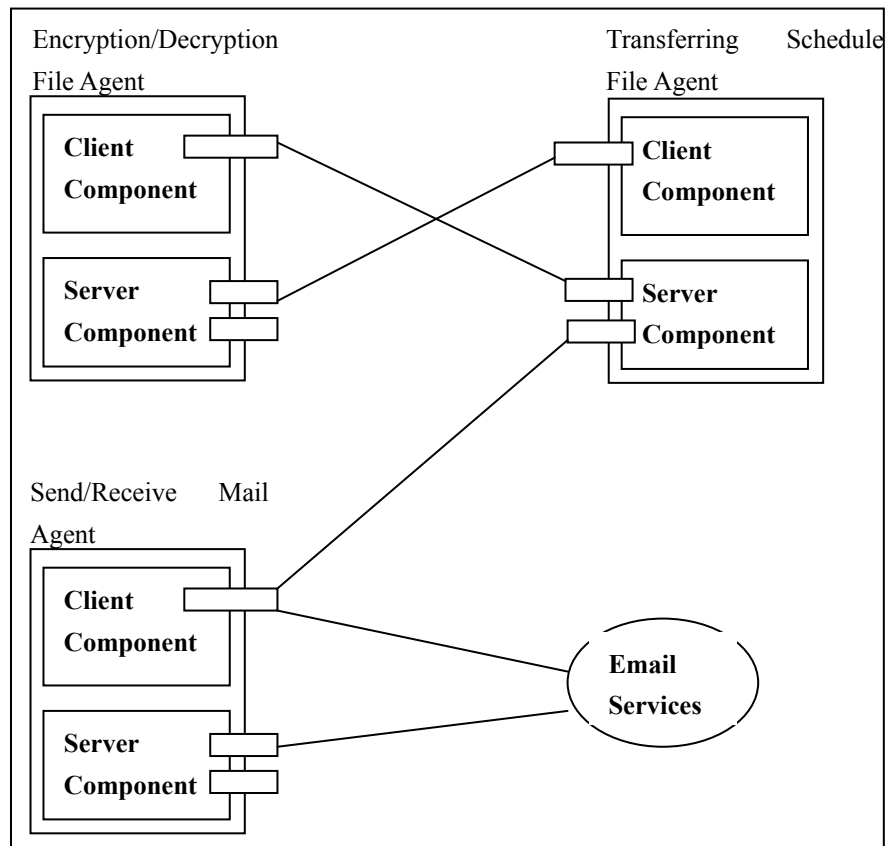 Encryption/Decryption
File Agent
Client
Component
Server
Component
Transferring Schedule
File Agent
Client
Component
Server
Component
Send/Receive Mail
Agent
Client
Component
Server
Component
Email
Services